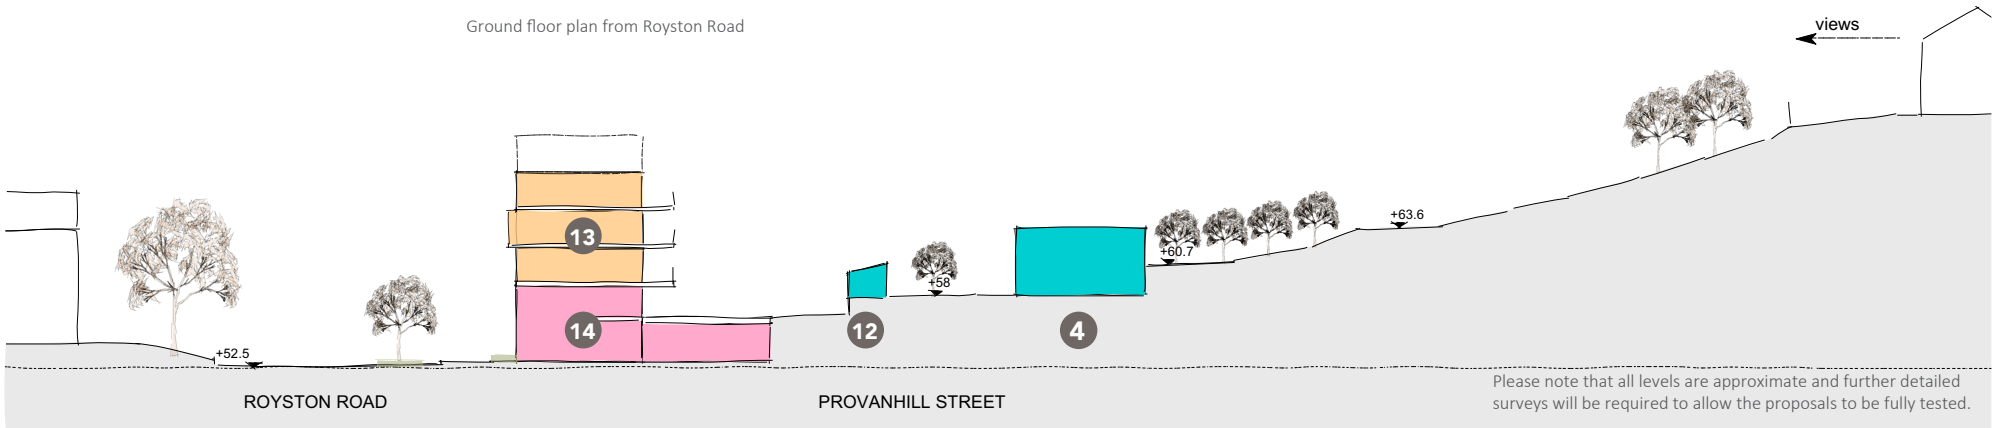 Ground floor plan from Royston Road
views
+63.6
+60.7
+58
13
14
12
4
+52.5
ROYSTON ROAD
PROVANHILL STREET
Please note that all levels are approximate and further detailed
surveys will be required to allow the proposals to be fully tested.